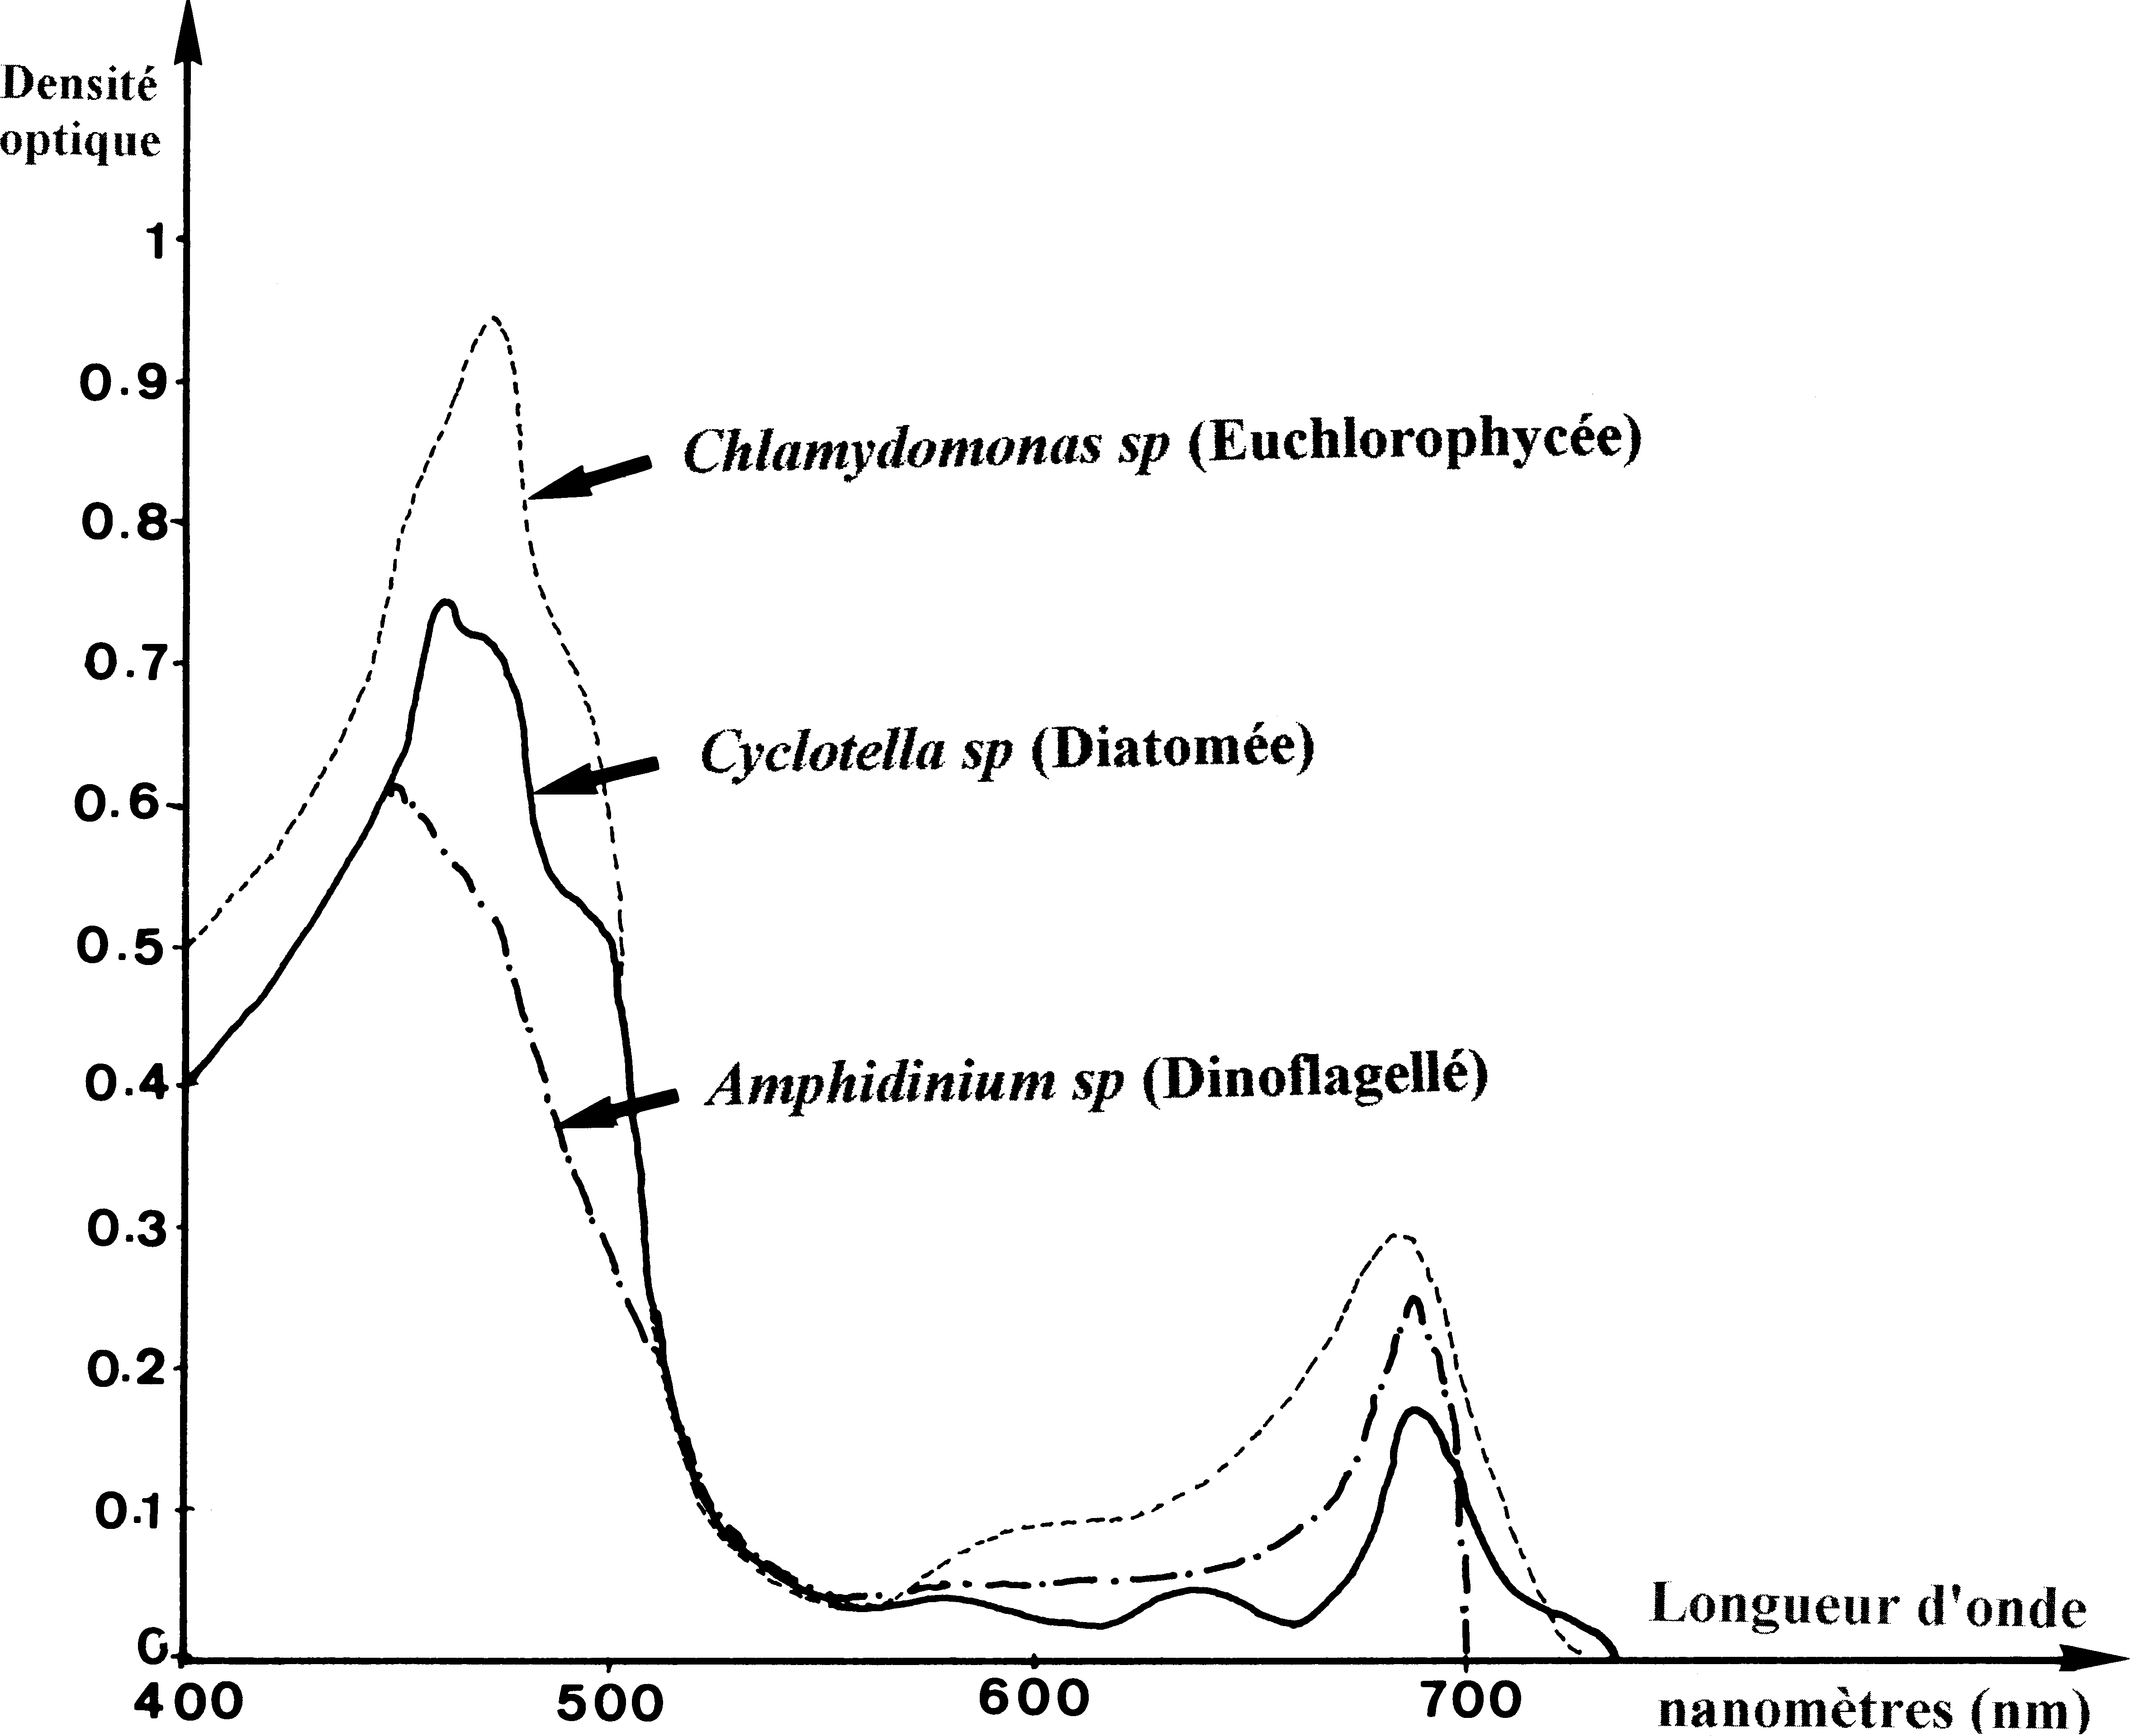 Densité
optique
1
0.9
Chlamydomonas sp (Euchlorophycée)
0.8
0.7
Cyclotella sp (Diatomée)
0.6
0.5
Amphidinium sp (Dinoflagellé)
0.4
0.3
0.2
0.1
0
400 500 600 700
Longueur d'onde
nanomètres (nm)